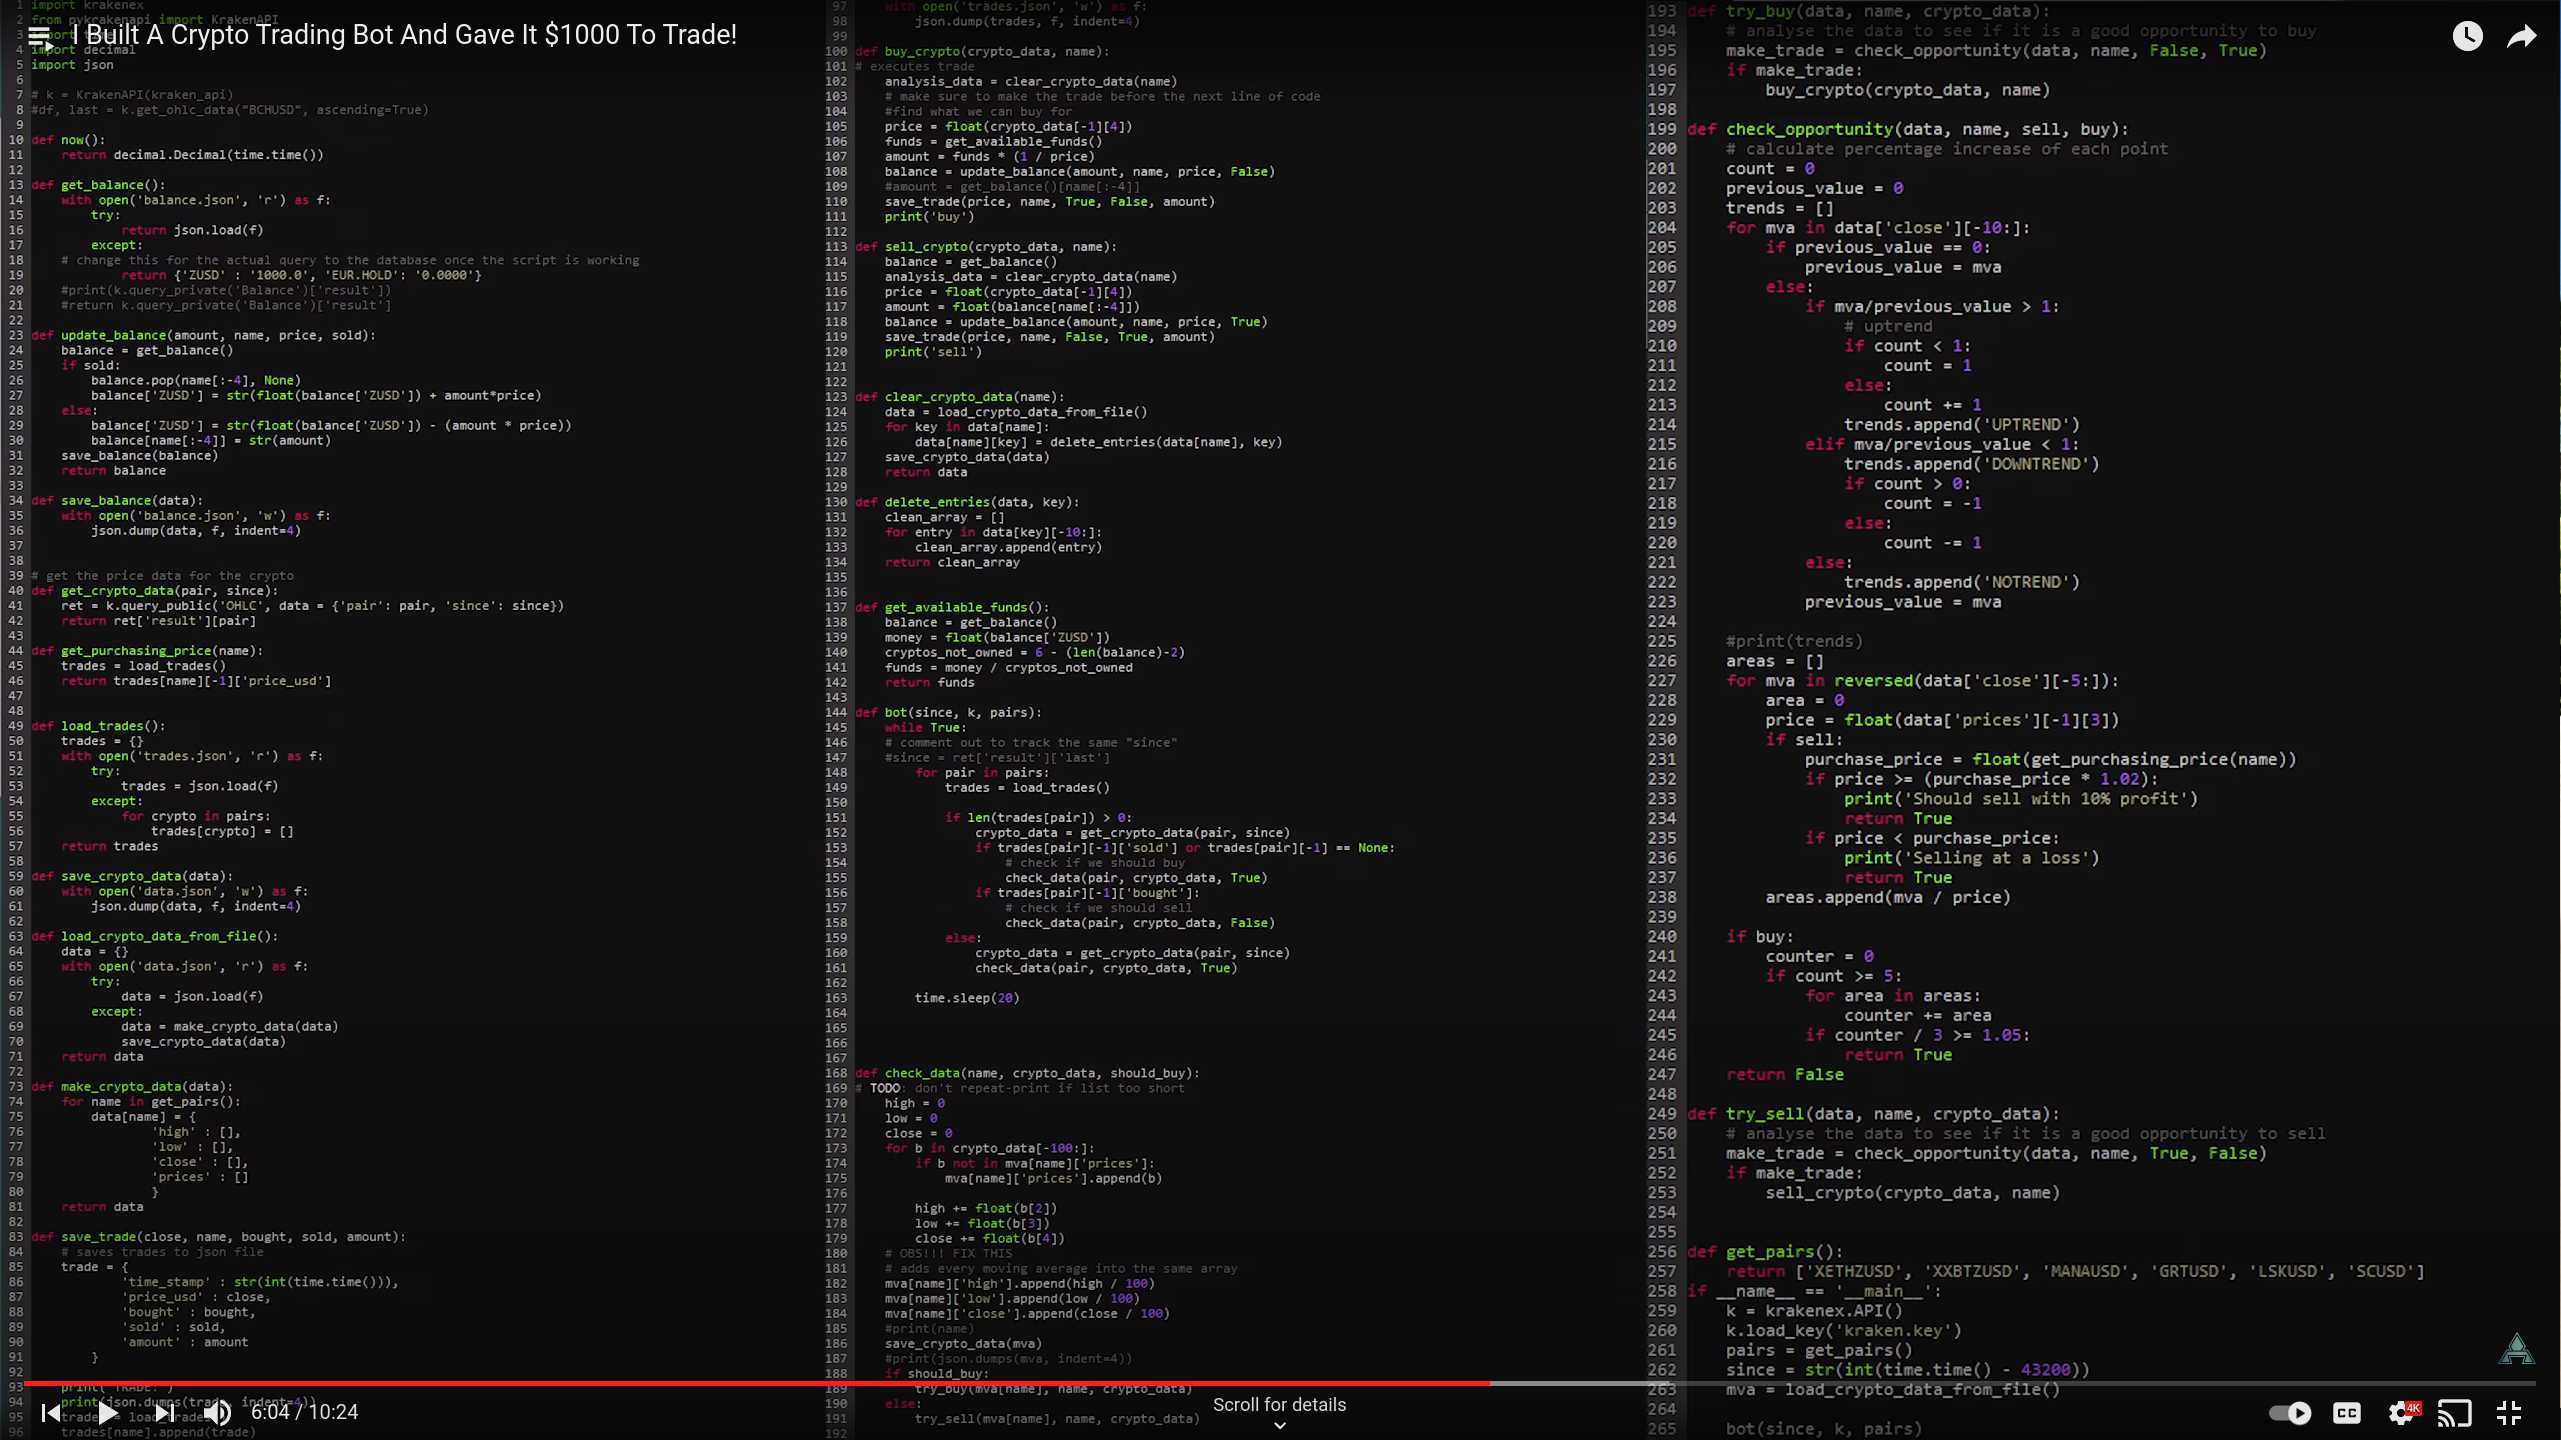 I Built A Crypto Trading Bot And Gave It $1000 To Trade!
1 import krakenex
2 from pykrakenapi import KrakenAPI
3 import time
4 import decimal
5 import json
6
7 # k = KrakenAPI(kraken_api)
8 #df, last = k.get_ohlc_data("BCHUSD", ascending=True)
9
10 def now():
11 return decimal.Decimal(time.time())
12
13 def get_balance():
14 with open('balance.json', 'r') as f:
15 try:
16 return json.load(f)
17 except:
18 # change this for the actual query to the database once the script is working
19 return {'ZUSD' : '1000.0', 'EUR.HOLD': '0.0000'}
20 #print(k.query_private('Balance')['result'])
21 #return k.query_private('Balance')['result']
22
23 def update_balance(amount, name, price, sold):
24 balance = get_balance()
25 if sold:
26 balance.pop(name[:-4], None)
27 balance['ZUSD'] = str(float(balance['ZUSD']) + amount*price)
28 else:
29 balance['ZUSD'] = str(float(balance['ZUSD']) - (amount * price))
30 balance[name[:-4]] = str(amount)
31 save_balance(balance)
32 return balance
33
34 def save_balance(data):
35 with open('balance.json', 'w') as f:
36 json.dump(data, f, indent=4)
37
38
39 # get the price data for the crypto
40 def get_crypto_data(pair, since):
41 ret = k.query_public('OHLC', data = {'pair': pair, 'since': since})
42 return ret['result'][pair]
43
44 def get_purchasing_price(name):
45 trades = load_trades()
46 return trades[name][-1]['price_usd']
47
48
49 def load_trades():
50 trades = {}
51 with open('trades.json', 'r') as f:
52 try:
53 trades = json.load(f)
54 except:
55 for crypto in pairs:
56 trades[crypto] = []
57 return trades
58
59 def save_crypto_data(data):
60 with open('data.json', 'w') as f:
61 json.dump(data, f, indent=4)
62
63 def load_crypto_data_from_file():
64 data = {}
65 with open('data.json', 'r') as f:
66 try:
67 data = json.load(f)
68 except:
69 data = make_crypto_data(data)
70 save_crypto_data(data)
71 return data
72
73 def make_crypto_data(data):
74 for name in get_pairs():
75 data[name] = {
76 'high' : [],
77 'low' : [],
78 'close' : [],
79 'prices' : []
80 }
81 return data
82
83 def save_trade(close, name, bought, sold, amount):
84 # saves trades to json file
85 trade = {
86 'time_stamp' : str(int(time.time())),
87 'price_usd' : close,
88 'bought' : bought,
89 'sold' : sold,
90 'amount' : amount
91 }
92
93 print('TRADE:')
94 print(json.dumps(trade, indent=4))
95 trades = load_trades()
96 trades[name].append(trade)
97 with open('trades.json', 'w') as f:
98 json.dump(trades, f, indent=4)
99
100 def buy_crypto(crypto_data, name):
101 # executes trade
102 analysis_data = clear_crypto_data(name)
103 # make sure to make the trade before the next line of code
104 #find what we can buy for
105 price = float(crypto_data[-1][4])
106 funds = get_available_funds()
107 amount = funds * (1 / price)
108 balance = update_balance(amount, name, price, False)
109 #amount = get_balance()[name[:-4]]
110 save_trade(price, name, True, False, amount)
111 print('buy')
112
113 def sell_crypto(crypto_data, name):
114 balance = get_balance()
115 analysis_data = clear_crypto_data(name)
116 price = float(crypto_data[-1][4])
117 amount = float(balance[name[:-4]])
118 balance = update_balance(amount, name, price, True)
119 save_trade(price, name, False, True, amount)
120 print('sell')
121
122
123 def clear_crypto_data(name):
124 data = load_crypto_data_from_file()
125 for key in data[name]:
126 data[name][key] = delete_entries(data[name], key)
127 save_crypto_data(data)
128 return data
129
130 def delete_entries(data, key):
131 clean_array = []
132 for entry in data[key][-10:]:
133 clean_array.append(entry)
134 return clean_array
135
136
137 def get_available_funds():
138 balance = get_balance()
139 money = float(balance['ZUSD'])
140 cryptos_not_owned = 6 - (len(balance)-2)
141 funds = money / cryptos_not_owned
142 return funds
143
144 def bot(since, k, pairs):
145 while True:
146 # comment out to track the same "since"
147 #since = ret['result']['last']
148 for pair in pairs:
149 trades = load_trades()
150
151 if len(trades[pair]) > 0:
152 crypto_data = get_crypto_data(pair, since)
153 if trades[pair][-1]['sold'] or trades[pair][-1] == None:
154 # check if we should buy
155 check_data(pair, crypto_data, True)
156 if trades[pair][-1]['bought']:
157 # check if we should sell
158 check_data(pair, crypto_data, False)
159 else:
160 crypto_data = get_crypto_data(pair, since)
161 check_data(pair, crypto_data, True)
162
163 time.sleep(20)
164
165
166
167
168 def check_data(name, crypto_data, should_buy):
169 # TODO: don't repeat-print if list too short
170 high = 0
171 low = 0
172 close = 0
173 for b in crypto_data[-100:]:
174 if b not in mva[name]['prices']:
175 mva[name]['prices'].append(b)
176
177 high += float(b[2])
178 low += float(b[3])
179 close += float(b[4])
180 # OBS!!! FIX THIS
181 # adds every moving average into the same array
182 mva[name]['high'].append(high / 100)
183 mva[name]['low'].append(low / 100)
184 mva[name]['close'].append(close / 100)
185 #print(name)
186 save_crypto_data(mva)
187 #print(json.dumps(mva, indent=4))
188 if should_buy:
189 try_buy(mva[name], name, crypto_data)
190 else:
191 try_sell(mva[name], name, crypto_data)
192
193 def try_buy(data, name, crypto_data):
194 # analyse the data to see if it is a good opportunity to buy
195 make_trade = check_opportunity(data, name, False, True)
196 if make_trade:
197 buy_crypto(crypto_data, name)
198
199 def check_opportunity(data, name, sell, buy):
200 # calculate percentage increase of each point
201 count = 0
202 previous_value = 0
203 trends = []
204 for mva in data['close'][-10:]:
205 if previous_value == 0:
206 previous_value = mva
207 else:
208 if mva/previous_value > 1:
209 # uptrend
210 if count < 1:
211 count = 1
212 else:
213 count += 1
214 trends.append('UPTREND')
215 elif mva/previous_value < 1:
216 trends.append('DOWNTREND')
217 if count > 0:
218 count = -1
219 else:
220 count -= 1
221 else:
222 trends.append('NOTREND')
223 previous_value = mva
224
225 #print(trends)
226 areas = []
227 for mva in reversed(data['close'][-5:]):
228 area = 0
229 price = float(data['prices'][-1][3])
230 if sell:
231 purchase_price = float(get_purchasing_price(name))
232 if price >= (purchase_price * 1.02):
233 print('Should sell with 10% profit')
234 return True
235 if price < purchase_price:
236 print('Selling at a loss')
237 return True
238 areas.append(mva / price)
239
240 if buy:
241 counter = 0
242 if count >= 5:
243 for area in areas:
244 counter += area
245 if counter / 3 >= 1.05:
246 return True
247 return False
248
249 def try_sell(data, name, crypto_data):
250 # analyse the data to see if it is a good opportunity to sell
251 make_trade = check_opportunity(data, name, True, False)
252 if make_trade:
253 sell_crypto(crypto_data, name)
254
255
256 def get_pairs():
257 return ['XETHZUSD', 'XXBTZUSD', 'MANAUSD', 'GRTUSD', 'LSKUSD', 'SCUSD']
258 if __name__ == '__main__':
259 k = krakenex.API()
260 k.load_key('kraken.key')
261 pairs = get_pairs()
262 since = str(int(time.time() - 43200))
263 mva = load_crypto_data_from_file()
264
265 bot(since, k, pairs)
6:04 / 10:24
Scroll for details
CC
4K